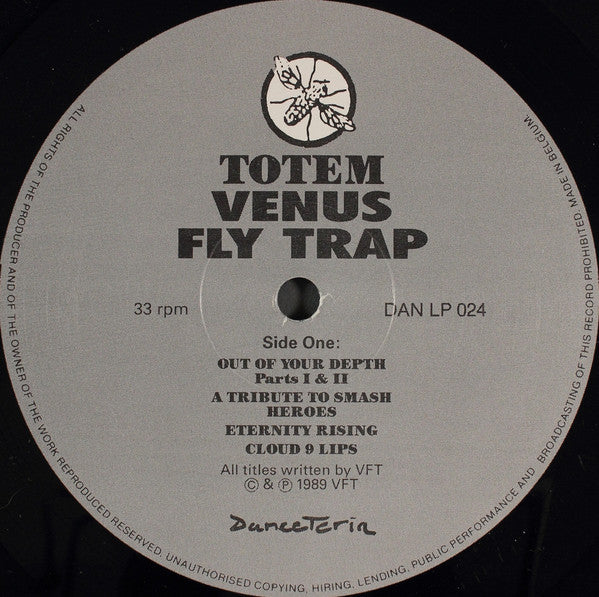 TOTEM
VENUS
FLY TRAP
33 rpm
DAN LP 024
Side One:
OUT OF YOUR DEPTH
Parts I & II
A TRIBUTE TO SMASH
HEROES
ETERNITY RISING
CLOUD 9 LIPS
All titles written by VFT
© & ℗ 1989 VFT
Danceteria
ALL RIGHTS OF THE PRODUCER AND OF THE OWNER OF THE WORK REPRODUCED RESERVED. UNAUTHORISED COPYING, HIRING, LENDING, PUBLIC PERFORMANCE AND BROADCASTING OF THIS RECORD PROHIBITED. MADE IN BELGIUM.